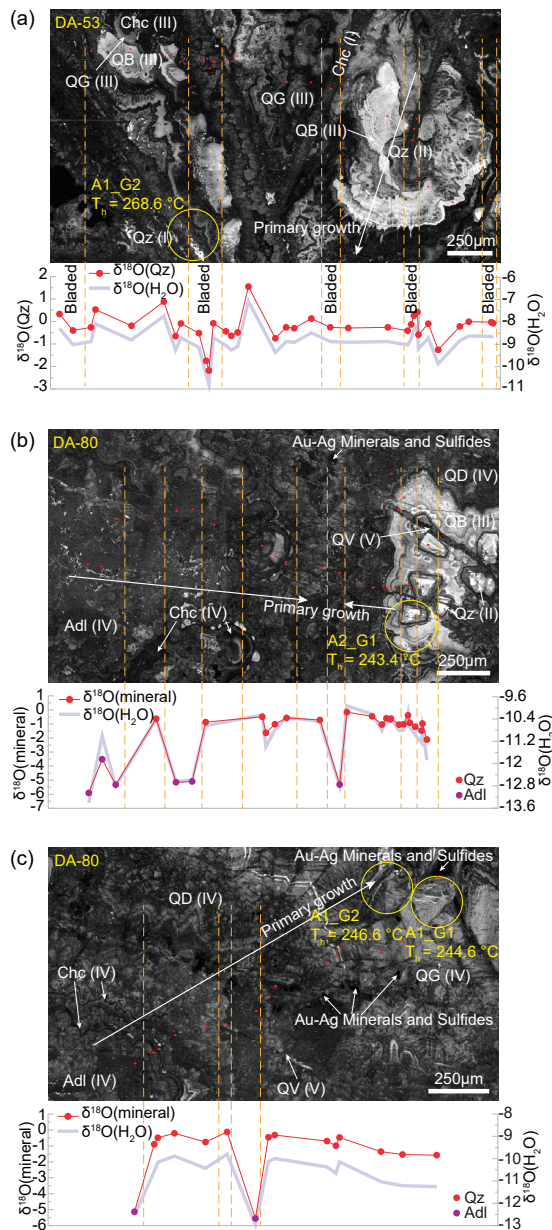 (a)
DA-53
Chc (III)
QB (III)
QG (III)
QG (III)
Chc (I)
QB (III)
Qz (II)
A1_G2
Th = 268.6 °C
Qz (I)
Primary growth
250μm
δ18O(Qz)
δ18O(H2O)
Bladed
Bladed
Bladed
Bladed
Bladed
2
1
0
-1
-2
-3
δ18O(Qz)
-6
-7
-8
-9
-10
-11
δ18O(H2O)
(b)
DA-80
Au-Ag Minerals and Sulfides
QD (IV)
QB (III)
QV (V)
Qz (II)
Primary growth
Chc (IV)
Adl (IV)
A2_G1
Th = 243.4 °C
250μm
δ18O(mineral)
δ18O(H2O)
1
0
-1
-2
-3
-4
-5
-6
-7
δ18O(mineral)
-9.6
-10.4
-11.2
-12.0
-12.8
-13.6
δ18O(H2O)
Qz
Adl
(c)
DA-80
Au-Ag Minerals and Sulfides
QD (IV)
Primary growth
A1_G2
Th = 246.6 °C
A1_G1
Th = 244.6 °C
QG (IV)
Chc (IV)
Au-Ag Minerals and Sulfides
Adl (IV)
QV (V)
250μm
δ18O(mineral)
δ18O(H2O)
1
0
-1
-2
-3
-4
-5
-6
δ18O(mineral)
-8
-9
-10
-11
-12
-13
δ18O(H2O)
Qz
Adl